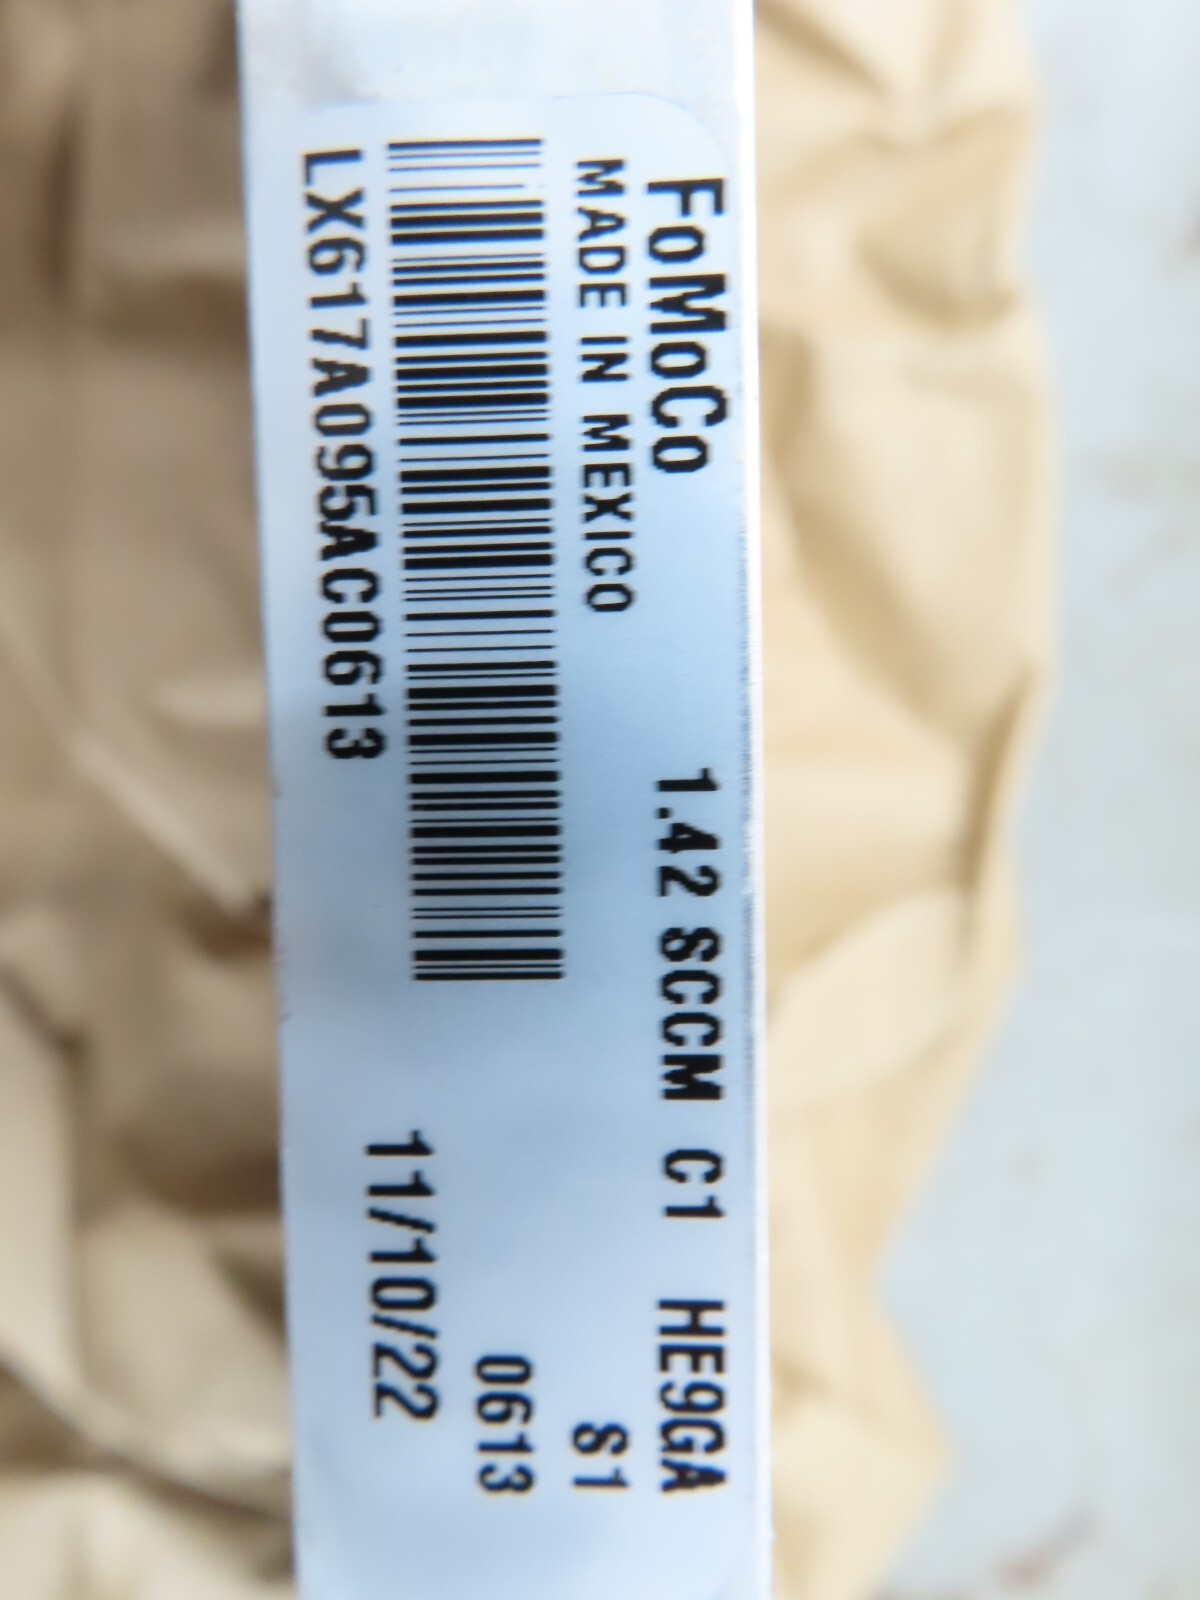 FoMoCo 1.42 SCCM C1 HE9GA
MADE IN MEXICO S1
0613
11/10/22
LX617A095AC0613